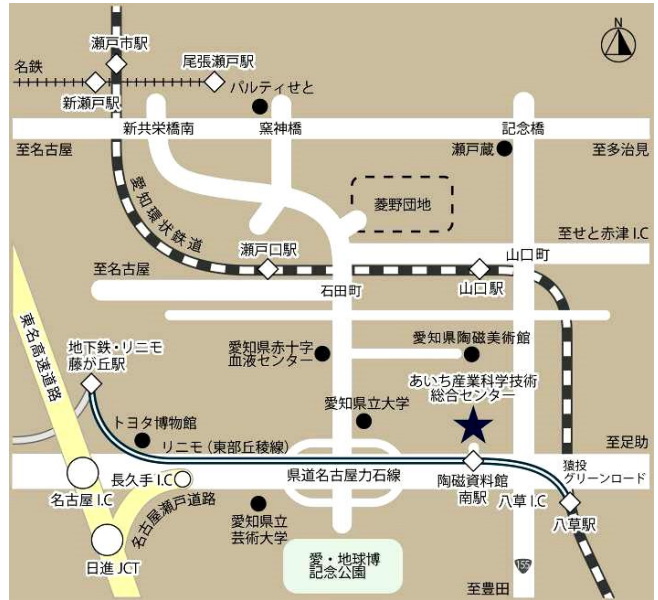 N
瀬戸市駅
名鉄
尾張瀬戸駅
新瀬戸駅
パルティせと
新共栄橋南
窯神橋
記念橋
至名古屋
瀬戸蔵
至多治見
愛知環状鉄道
菱野団地
至せと赤津 I.C
瀬戸口駅
山口町
至名古屋
石田町
山口駅
東名高速道路
地下鉄・リニモ
藤が丘駅
愛知県赤十字
血液センター
愛知県陶磁美術館
あいち産業科学技術
総合センター
愛知県立大学
トヨタ博物館
リニモ（東部丘陵線）
至足助
長久手 I.C
県道名古屋力石線
陶磁資料館
南駅
猿投
グリーンロード
名古屋 I.C
名古屋瀬戸道路
八草 I.C
愛知県立
芸術大学
八草駅
日進 JCT
愛・地球博
記念公園
155
至豊田